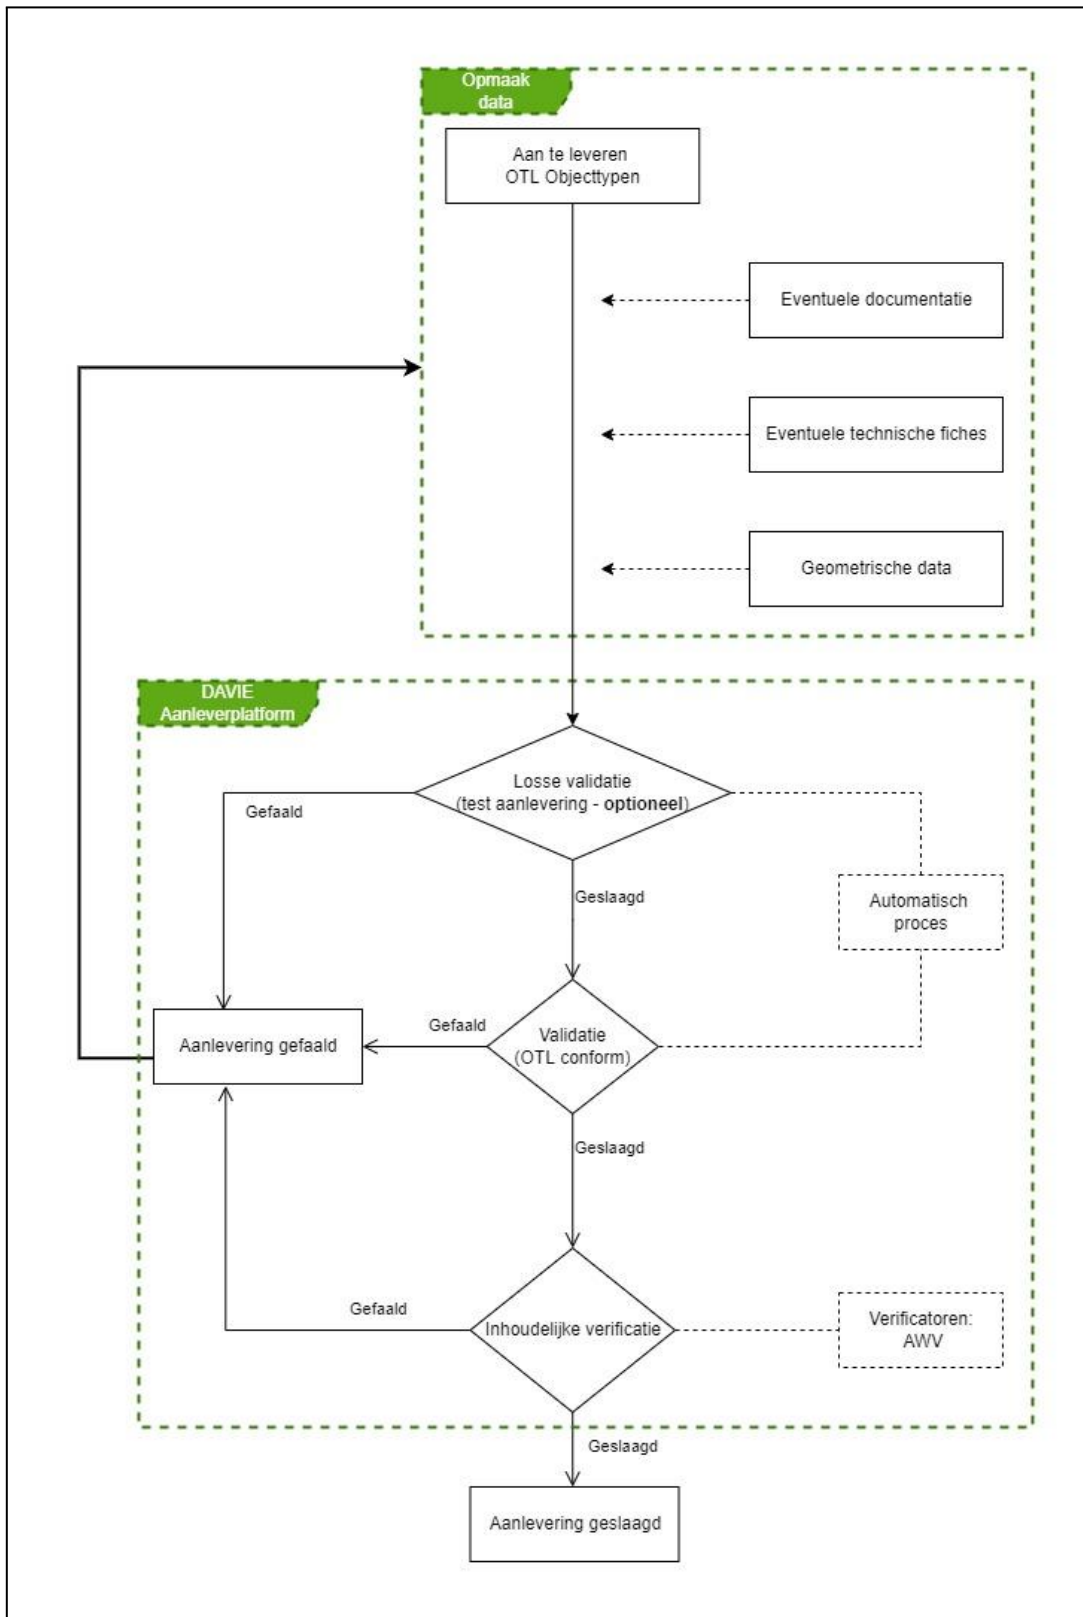 Opmaak
data
Aan te leveren
OTL Objecttypen
Eventuele documentatie
Eventuele technische fiches
Geometrische data
DAVIE
Aanleverplatform
Losse validatie
(test aanlevering - optioneel)
Gefaald
Geslaagd
Automatisch
proces
Aanlevering gefaald
Gefaald
Validatie
(OTL conform)
Geslaagd
Gefaald
Inhoudelijke verificatie
Verificatoren:
AWV
Geslaagd
Aanlevering geslaagd